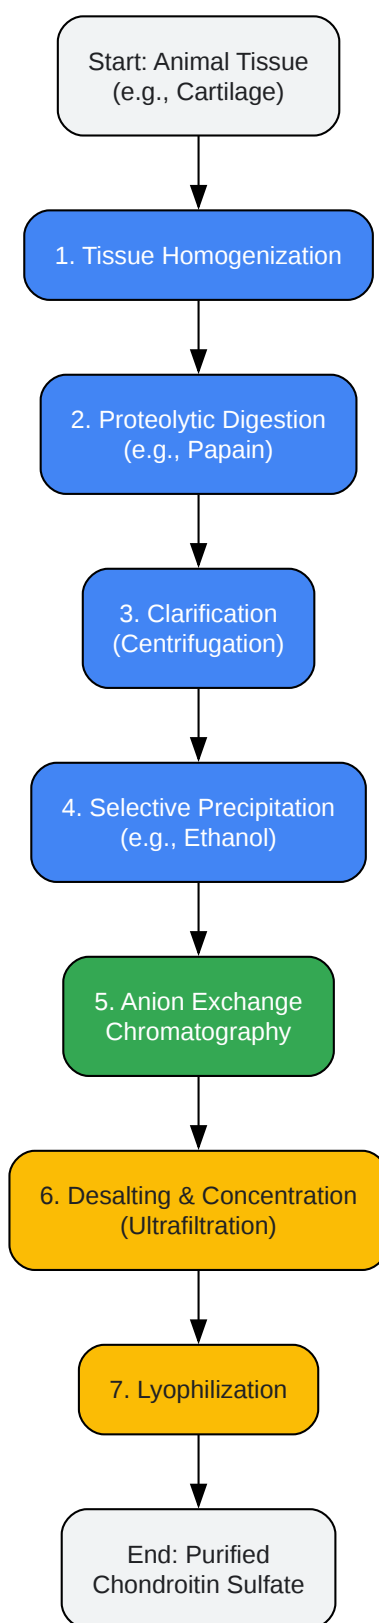 Start: Animal Tissue
(e.g., Cartilage)
1. Tissue Homogenization
2. Proteolytic Digestion
(e.g., Papain)
3. Clarification
(Centrifugation)
4. Selective Precipitation
(e.g., Ethanol)
5. Anion Exchange
Chromatography
6. Desalting & Concentration
(Ultrafiltration)
7. Lyophilization
End: Purified
Chondroitin Sulfate